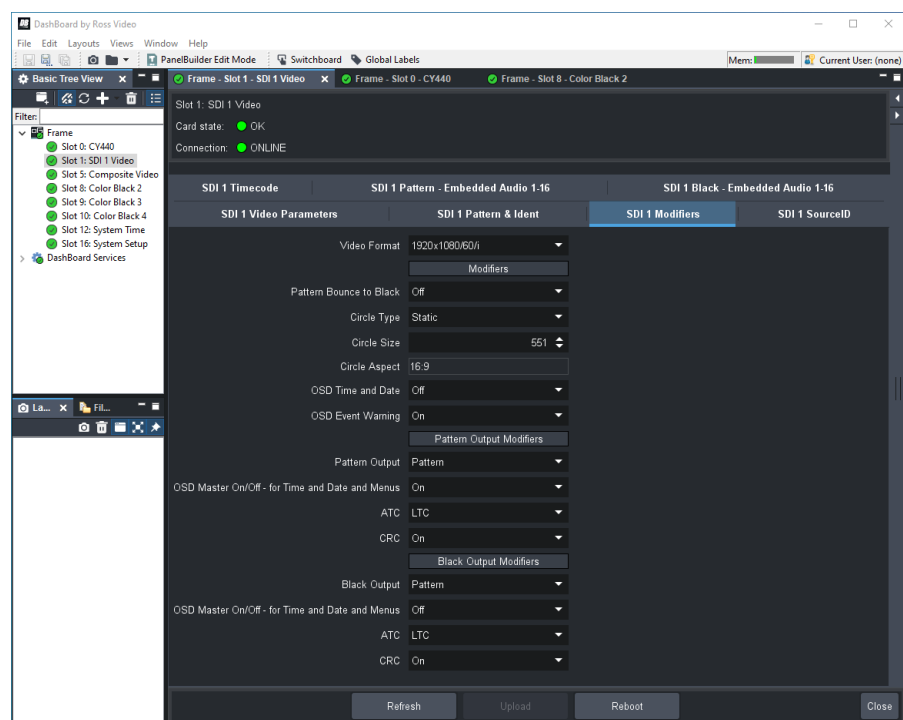 DashBoard by Ross Video
File Edit Layouts Views Window Help
PanelBuilder Edit Mode Switchboard Global Labels Mem: Current User: (none)
Basic Tree View
Filter:
Frame
Slot 0: CY440
Slot 1: SDI 1 Video
Slot 5: Composite Video
Slot 8: Color Black 2
Slot 9: Color Black 3
Slot 10: Color Black 4
Slot 12: System Time
Slot 16: System Setup
DashBoard Services
La... Fil...
Frame - Slot 1 - SDI 1 Video Frame - Slot 0 - CY440 Frame - Slot 8 - Color Black 2
Slot 1: SDI 1 Video
Card state: OK
Connection: ONLINE
SDI 1 Timecode SDI 1 Pattern - Embedded Audio 1-16 SDI 1 Black - Embedded Audio 1-16
SDI 1 Video Parameters SDI 1 Pattern & Ident SDI 1 Modifiers SDI 1 SourceID
Video Format 1920x1080/60/i
Modifiers
Pattern Bounce to Black Off
Circle Type Static
Circle Size 551
Circle Aspect 16:9
OSD Time and Date Off
OSD Event Warning On
Pattern Output Modifiers
Pattern Output Pattern
OSD Master On/Off - for Time and Date and Menus On
ATC LTC
CRC On
Black Output Modifiers
Black Output Pattern
OSD Master On/Off - for Time and Date and Menus Off
ATC LTC
CRC On
Refresh Upload Reboot Close